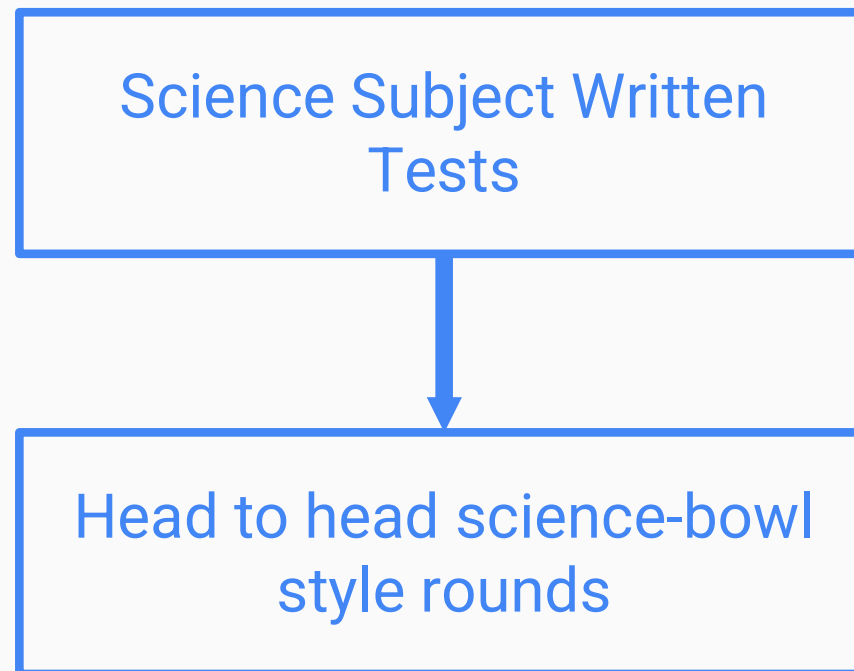 Science Subject Written
Tests
Head to head science-bowl
style rounds